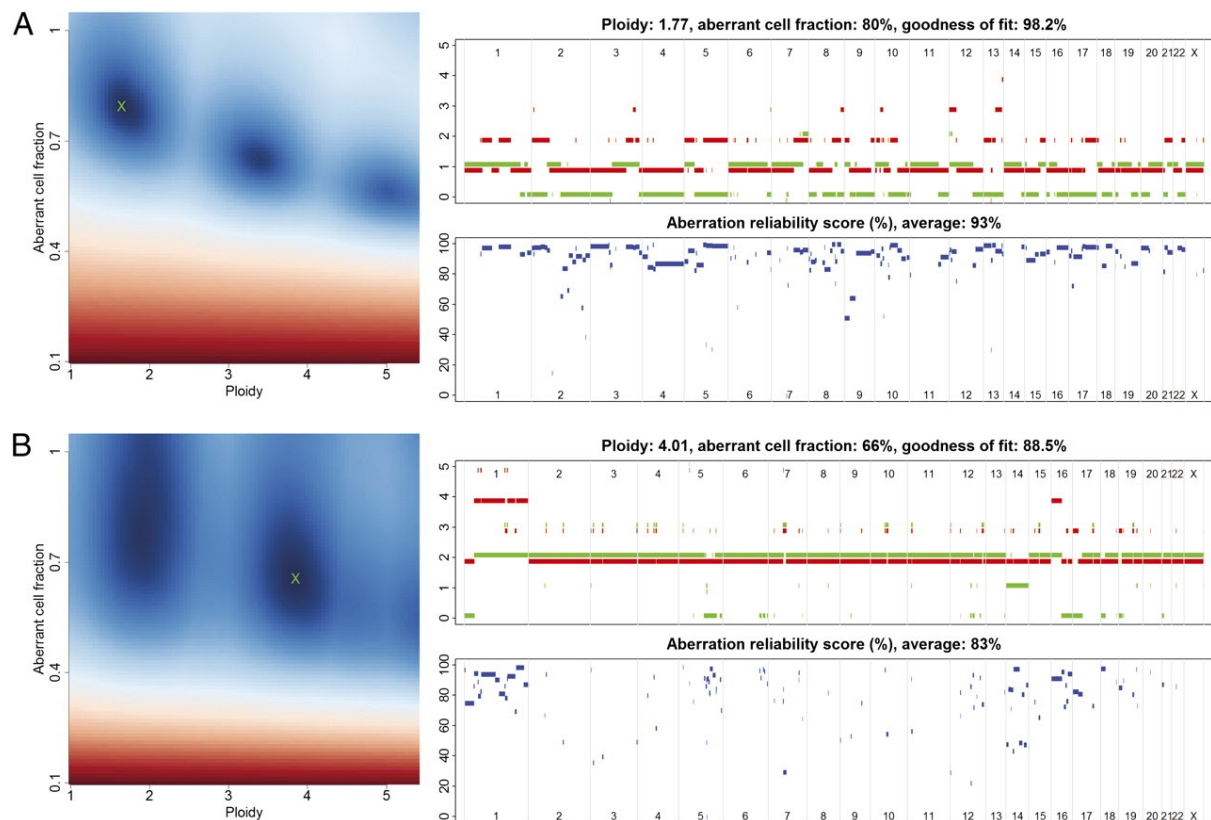 A
Aberrant cell fraction
1
0.7
0.4
0.1
1 2 3 4 5
Ploidy
X
Ploidy: 1.77, aberrant cell fraction: 80%, goodness of fit: 98.2%
5
4
3
2
1
0
1 2 3 4 5 6 7 8 9 10 11 12 13 14 15 16 17 18 19 20 2122 X
Aberration reliability score (%), average: 93%
100
80
60
40
20
0
1 2 3 4 5 6 7 8 9 10 11 12 13 14 15 16 17 18 19 20 2122 X
B
Aberrant cell fraction
1
0.7
0.4
0.1
1 2 3 4 5
Ploidy
X
Ploidy: 4.01, aberrant cell fraction: 66%, goodness of fit: 88.5%
5
4
3
2
1
0
1 2 3 4 5 6 7 8 9 10 11 12 13 14 15 16 17 18 19 20 2122 X
Aberration reliability score (%), average: 83%
100
80
60
40
20
0
1 2 3 4 5 6 7 8 9 10 11 12 13 14 15 16 17 18 19 20 2122 X